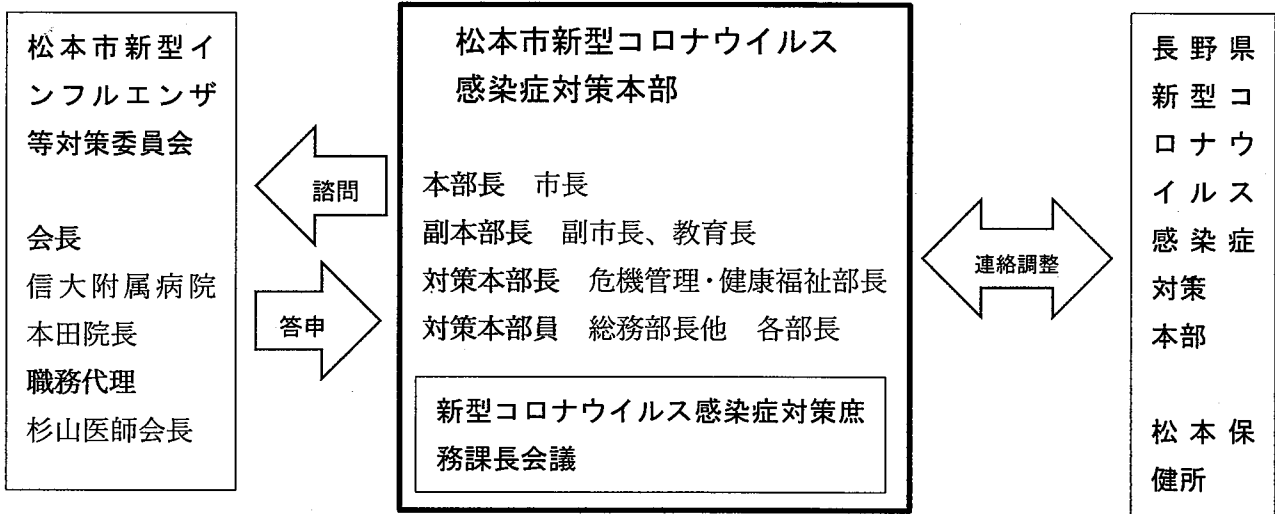 松本市新型イ
ンフルエンザ
等対策委員会
会長
信大附属病院
本田院長
職務代理
杉山医師会長
諮問
答申
松本市新型コロナウイルス
感染症対策本部
本部長　市長
副本部長　副市長、教育長
対策本部長　危機管理・健康福祉部長
対策本部員　総務部長他　各部長
新型コロナウイルス感染症対策庶
務課長会議
連絡調整
長野県
新型コ
ロナウ
イルス
感染症
対策
本部
松本保
健所